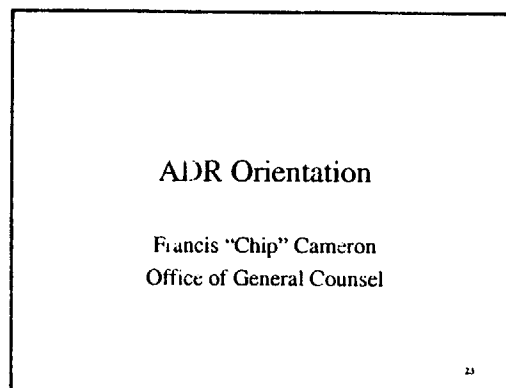 ADR Orientation
Francis "Chip" Cameron
Office of General Counsel
23